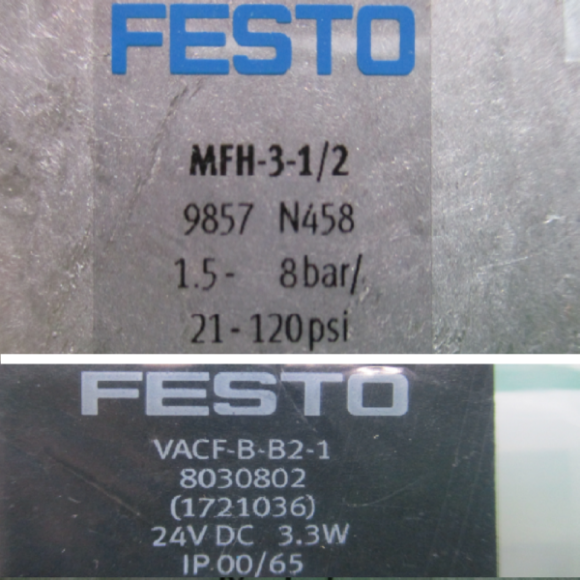 FESTO
MFH-3-1/2
9857 N458
1.5- 8bar/
21-120psi
FESTO
VACF-B-B2-1
8030802
(1721036)
24V DC 3.3W
IP 00/65